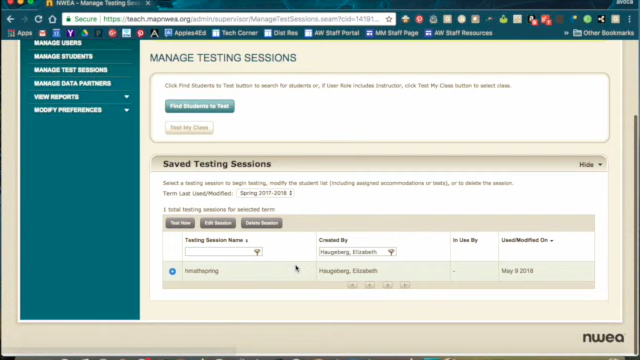 NWEA - Manage Testing Sess
avoca
Secure
https://teach.mapnwea.org/admin/supervisor/ManageTestSessions.seam?cid=14191...
Apps
Apples4Ed
Tech Center
Dist Res
AW Staff Portal
MM Staff Page
AW Staff Resources
Other Bookmarks
MANAGE USERS
MANAGE STUDENTS
MANAGE TEST SESSIONS
MANAGE DATA PARTNERS
VIEW REPORTS
MODIFY PREFERENCES
MANAGE TESTING SESSIONS
Click Find Students to Test button to search for students or, if User Role includes Instructor, click Test My Class button to select class.
Find Students to Test
Test My Class
Saved Testing Sessions
Hide
Select a testing session to begin testing, modify the student list (including assigned accommodations or tests), or to delete the session.
Term Last Used/Modified: Spring 2017-2018
1 total testing sessions for selected term
Test Now
Edit Session
Delete Session
Testing Session Name
Created By
In Use By
Used/Modified On
Haugeberg, Elizabeth
hmathspring
Haugeberg, Elizabeth
-
May 9 2018
nwea